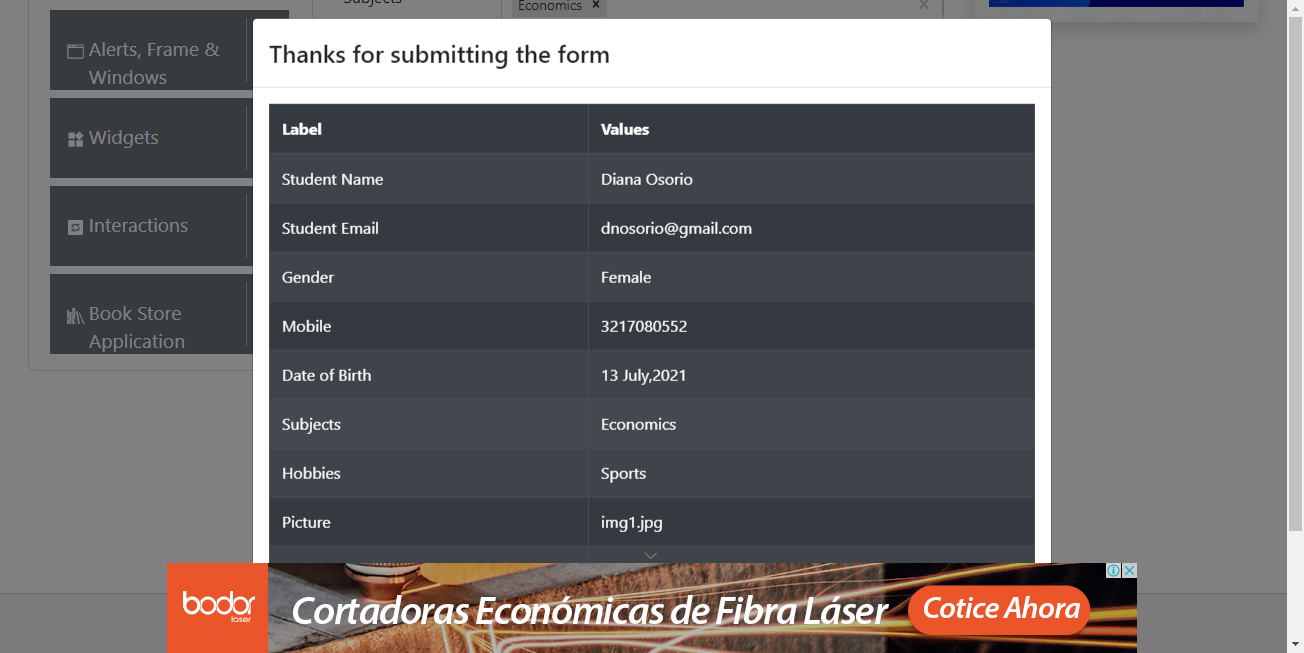 Subjects
Economics ×
×
Alerts, Frame &
Windows
Widgets
Interactions
Book Store
Application
Thanks for submitting the form
Label Values
Student Name Diana Osorio
Student Email dnosorio@gmail.com
Gender Female
Mobile 3217080552
Date of Birth 13 July,2021
Subjects Economics
Hobbies Sports
Picture img1.jpg
bodor
laser
Cortadoras Económicas de Fibra Láser
Cotice Ahora